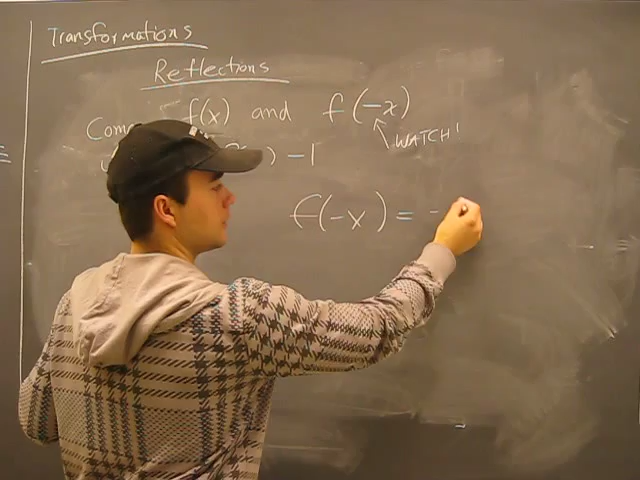 Transformations
Reflections
f(x) and f(-x)
WATCH!
) -1
f(-x) = -